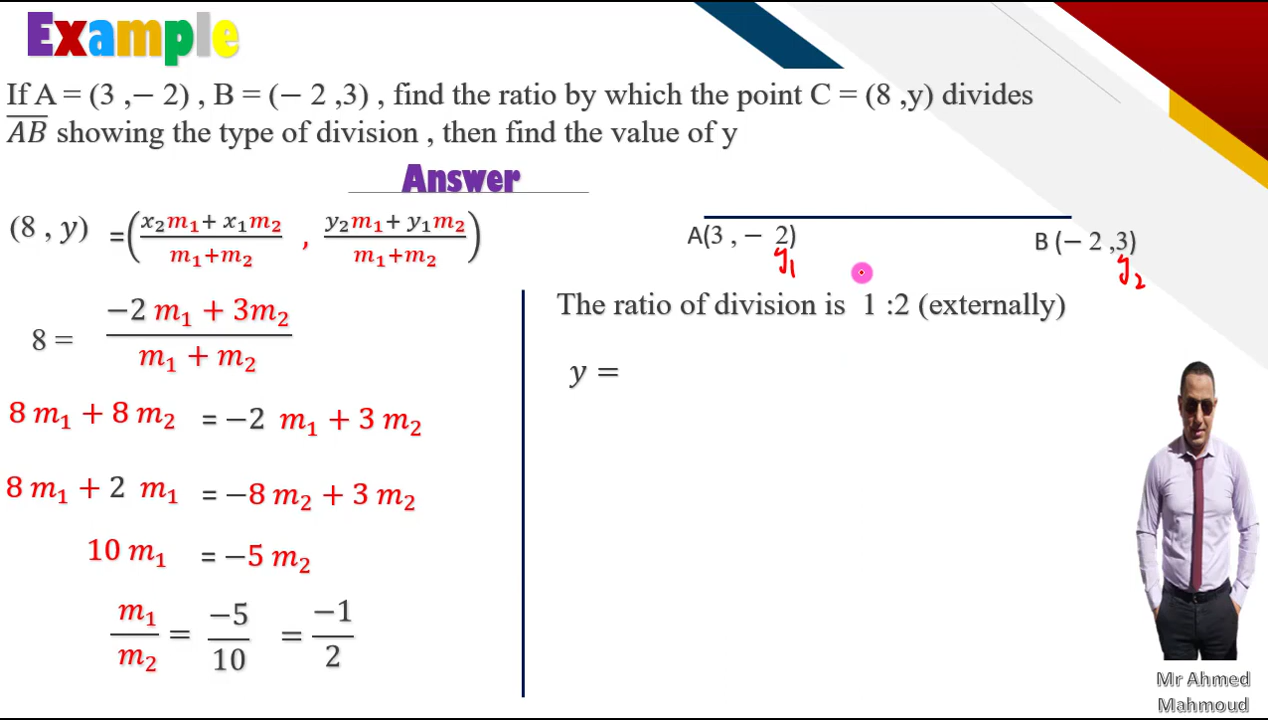 Example
If A = (3 ,− 2) , B = (− 2 ,3) , find the ratio by which the point C = (8 ,y) divides
AB showing the type of division , then find the value of y
Answer
(8 , y) =(x₂m₁+ x₁m₂ / m₁+m₂ , y₂m₁+ y₁m₂ / m₁+m₂)
A(3 , − 2)
B (− 2 ,3)
y₁
y₂
8 = −2 m₁ + 3m₂ / m₁ + m₂
8 m₁ + 8 m₂ = −2 m₁ + 3 m₂
8 m₁ + 2 m₁ = −8 m₂ + 3 m₂
10 m₁ = −5 m₂
m₁ / m₂ = −5 / 10 = −1 / 2
The ratio of division is 1 :2 (externally)
y =
Mr Ahmed
Mahmoud